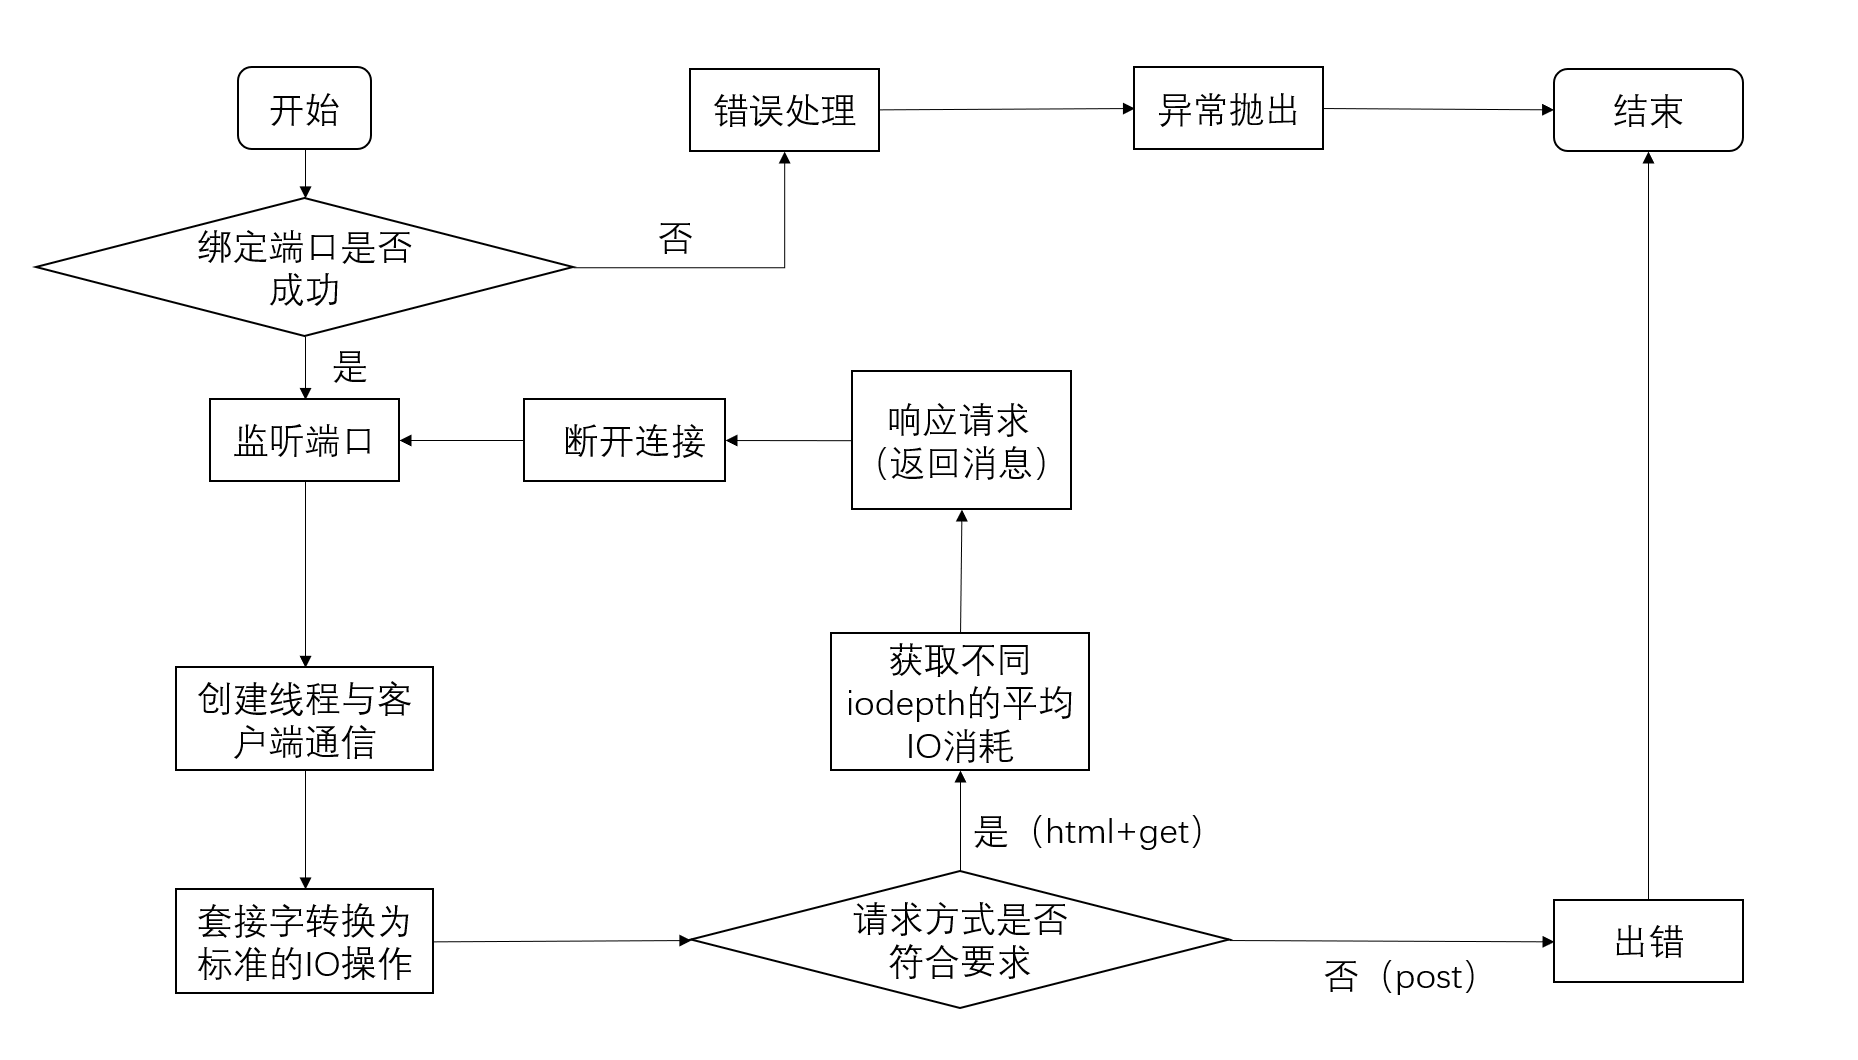 开始
错误处理
异常抛出
结束
绑定端口是否
成功
否
是
监听端口
断开连接
响应请求
（返回消息）
创建线程与客
户端通信
获取不同
iodepth的平均
IO消耗
是（html+get）
套接字转换为
标准的IO操作
请求方式是否
符合要求
否（post）
出错